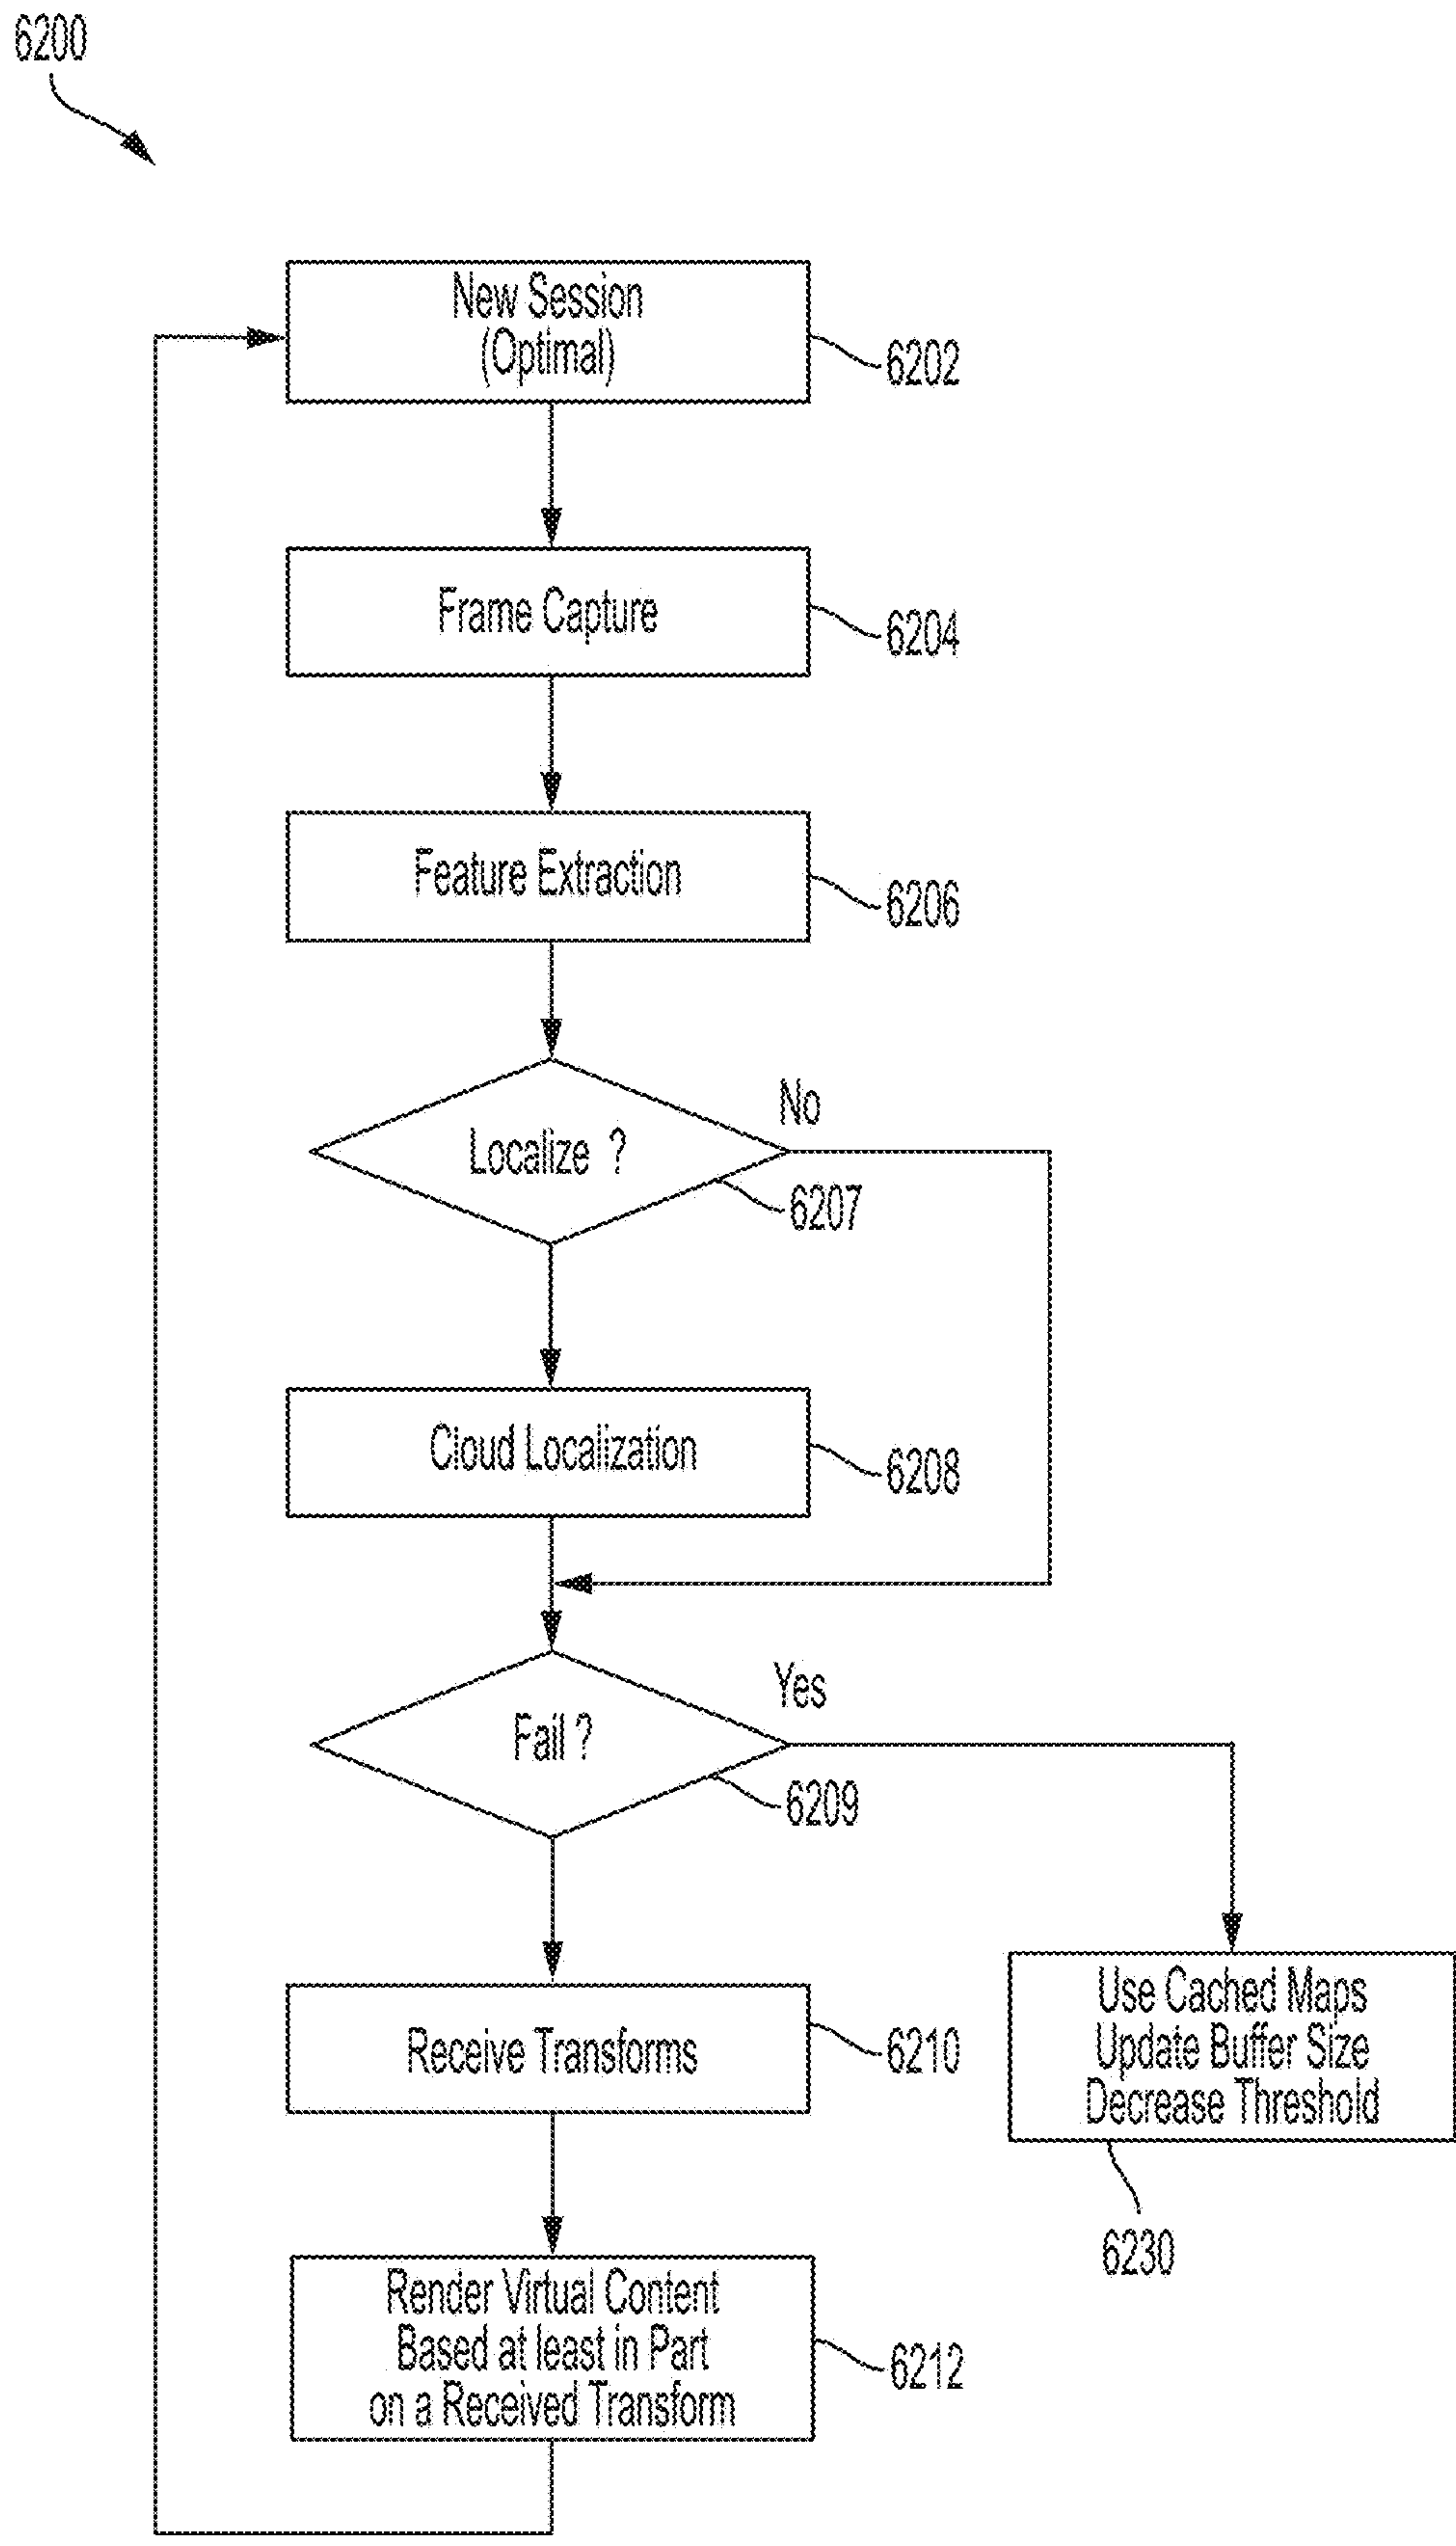 6200
New Session
(Optimal)
6202
Frame Capture
6204
Feature Extraction
6206
No
Localize ?
6207
Cloud Localization
6208
Yes
Fail ?
6209
Receive Transforms
6210
Use Cached Maps
Update Buffer Size
Decrease Threshold
6230
Render Virtual Content
Based at least in Part
on a Received Transform
6212